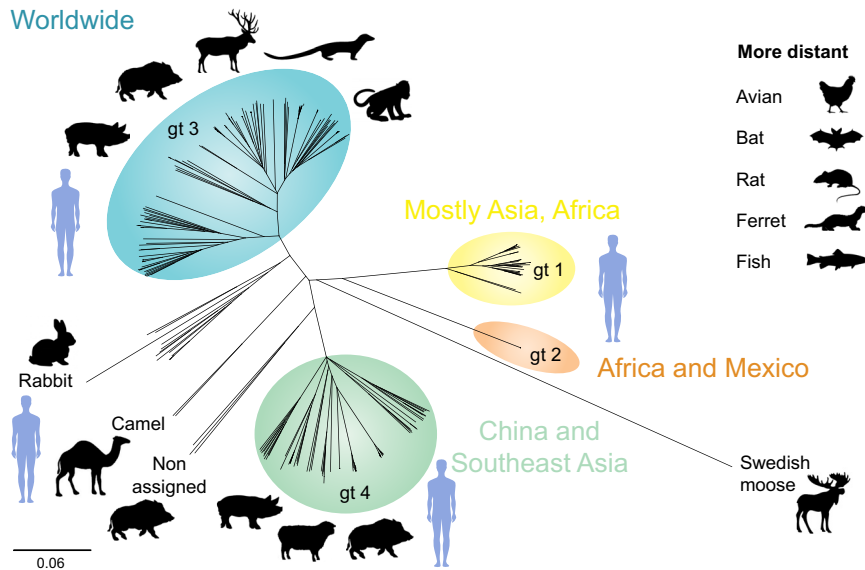 Worldwide
gt 3
More distant
Avian
Bat
Rat
Ferret
Fish
Mostly Asia, Africa
gt 1
gt 2
Africa and Mexico
Rabbit
Camel
Non
assigned
gt 4
China and
Southeast Asia
Swedish
moose
0.06